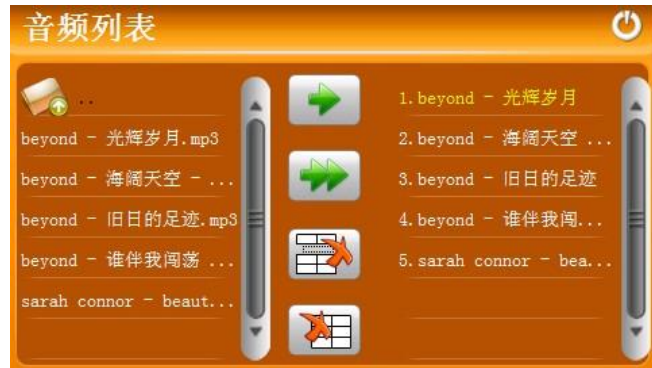 音频列表
..
beyond - 光辉岁月.mp3
beyond - 海阔天空 - ...
beyond - 旧日的足迹.mp3
beyond - 谁伴我闯荡 ...
sarah connor - beaut...
1.beyond - 光辉岁月
2.beyond - 海阔天空 ...
3.beyond - 旧日的足迹
4.beyond - 谁伴我闯...
5.sarah connor - bea...